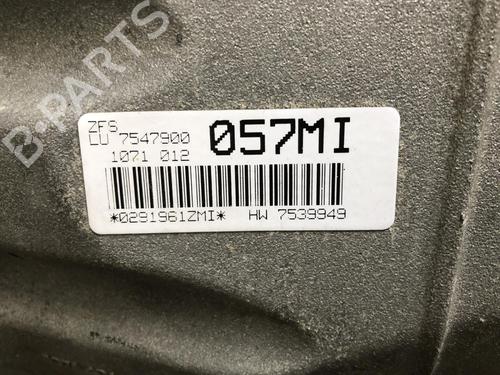 B-PARTS
ZFS
LU 7547900
1071 012
057MI
*0291961ZMI* HW 7539949